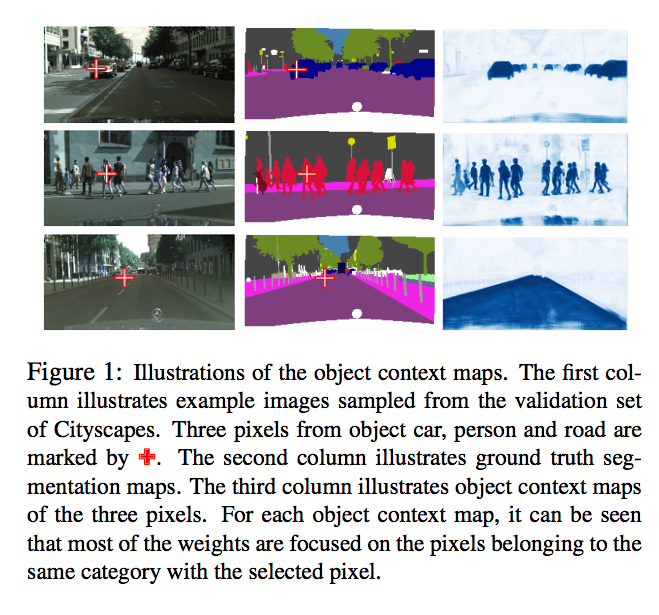 Figure 1: Illustrations of the object context maps. The first col-
umn illustrates example images sampled from the validation set
of Cityscapes. Three pixels from object car, person and road are
marked by . The second column illustrates ground truth seg-
mentation maps. The third column illustrates object context maps
of the three pixels. For each object context map, it can be seen
that most of the weights are focused on the pixels belonging to the
same category with the selected pixel.